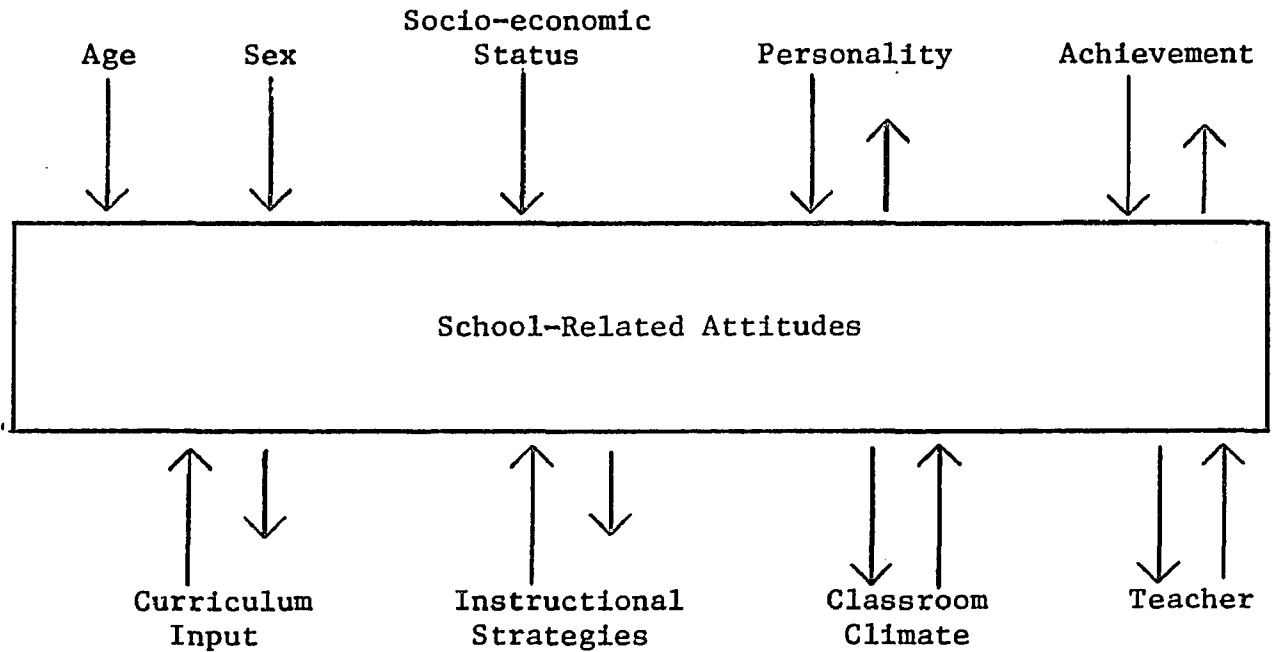 Socio-economic
Age Sex Status Personality Achievement
School-Related Attitudes
Curriculum Instructional Classroom Teacher
Input Strategies Climate